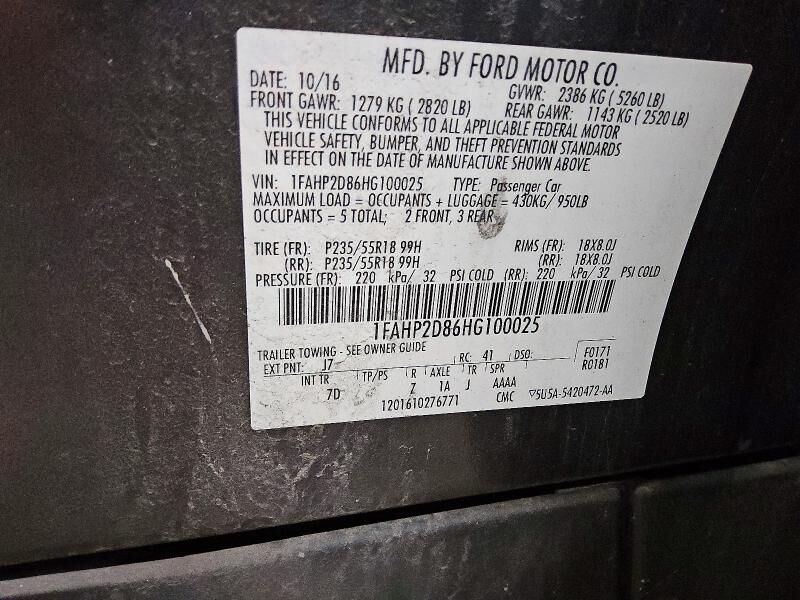 MFD. BY FORD MOTOR CO.
DATE: 10/16 GVWR: 2386 KG ( 5260 LB)
FRONT GAWR: 1279 KG ( 2820 LB) REAR GAWR: 1143 KG ( 2520 LB)
THIS VEHICLE CONFORMS TO ALL APPLICABLE FEDERAL MOTOR
VEHICLE SAFETY, BUMPER, AND THEFT PREVENTION STANDARDS
IN EFFECT ON THE DATE OF MANUFACTURE SHOWN ABOVE.
VIN: 1FAHP2D86HG100025 TYPE: Passenger Car
MAXIMUM LOAD = OCCUPANTS + LUGGAGE = 430KG/ 950LB
OCCUPANTS = 5 TOTAL; 2 FRONT, 3 REAR
TIRE (FR): P235/55R18 99H RIMS (FR): 18X8.0J
(RR): P235/55R18 99H (RR): 18X8.0J
PRESSURE (FR): 220 kPa/ 32 PSI COLD (RR): 220 kPa/ 32 PSI COLD
1FAHP2D86HG100025
TRAILER TOWING - SEE OWNER GUIDE
EXT PNT: J7 RC: 41 DSO: F0171
R0181
INT TR TP/PS R AXLE TR SPR
7D Z 1A J AAAA
1201610276771 CMC ▽5U5A-5420472-AA